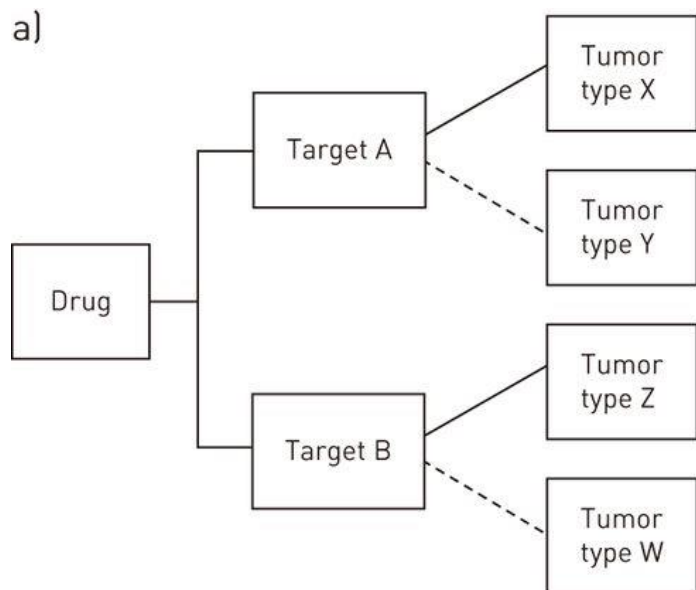 a)
Drug
Target A
Target B
Tumor
type X
Tumor
type Y
Tumor
type Z
Tumor
type W